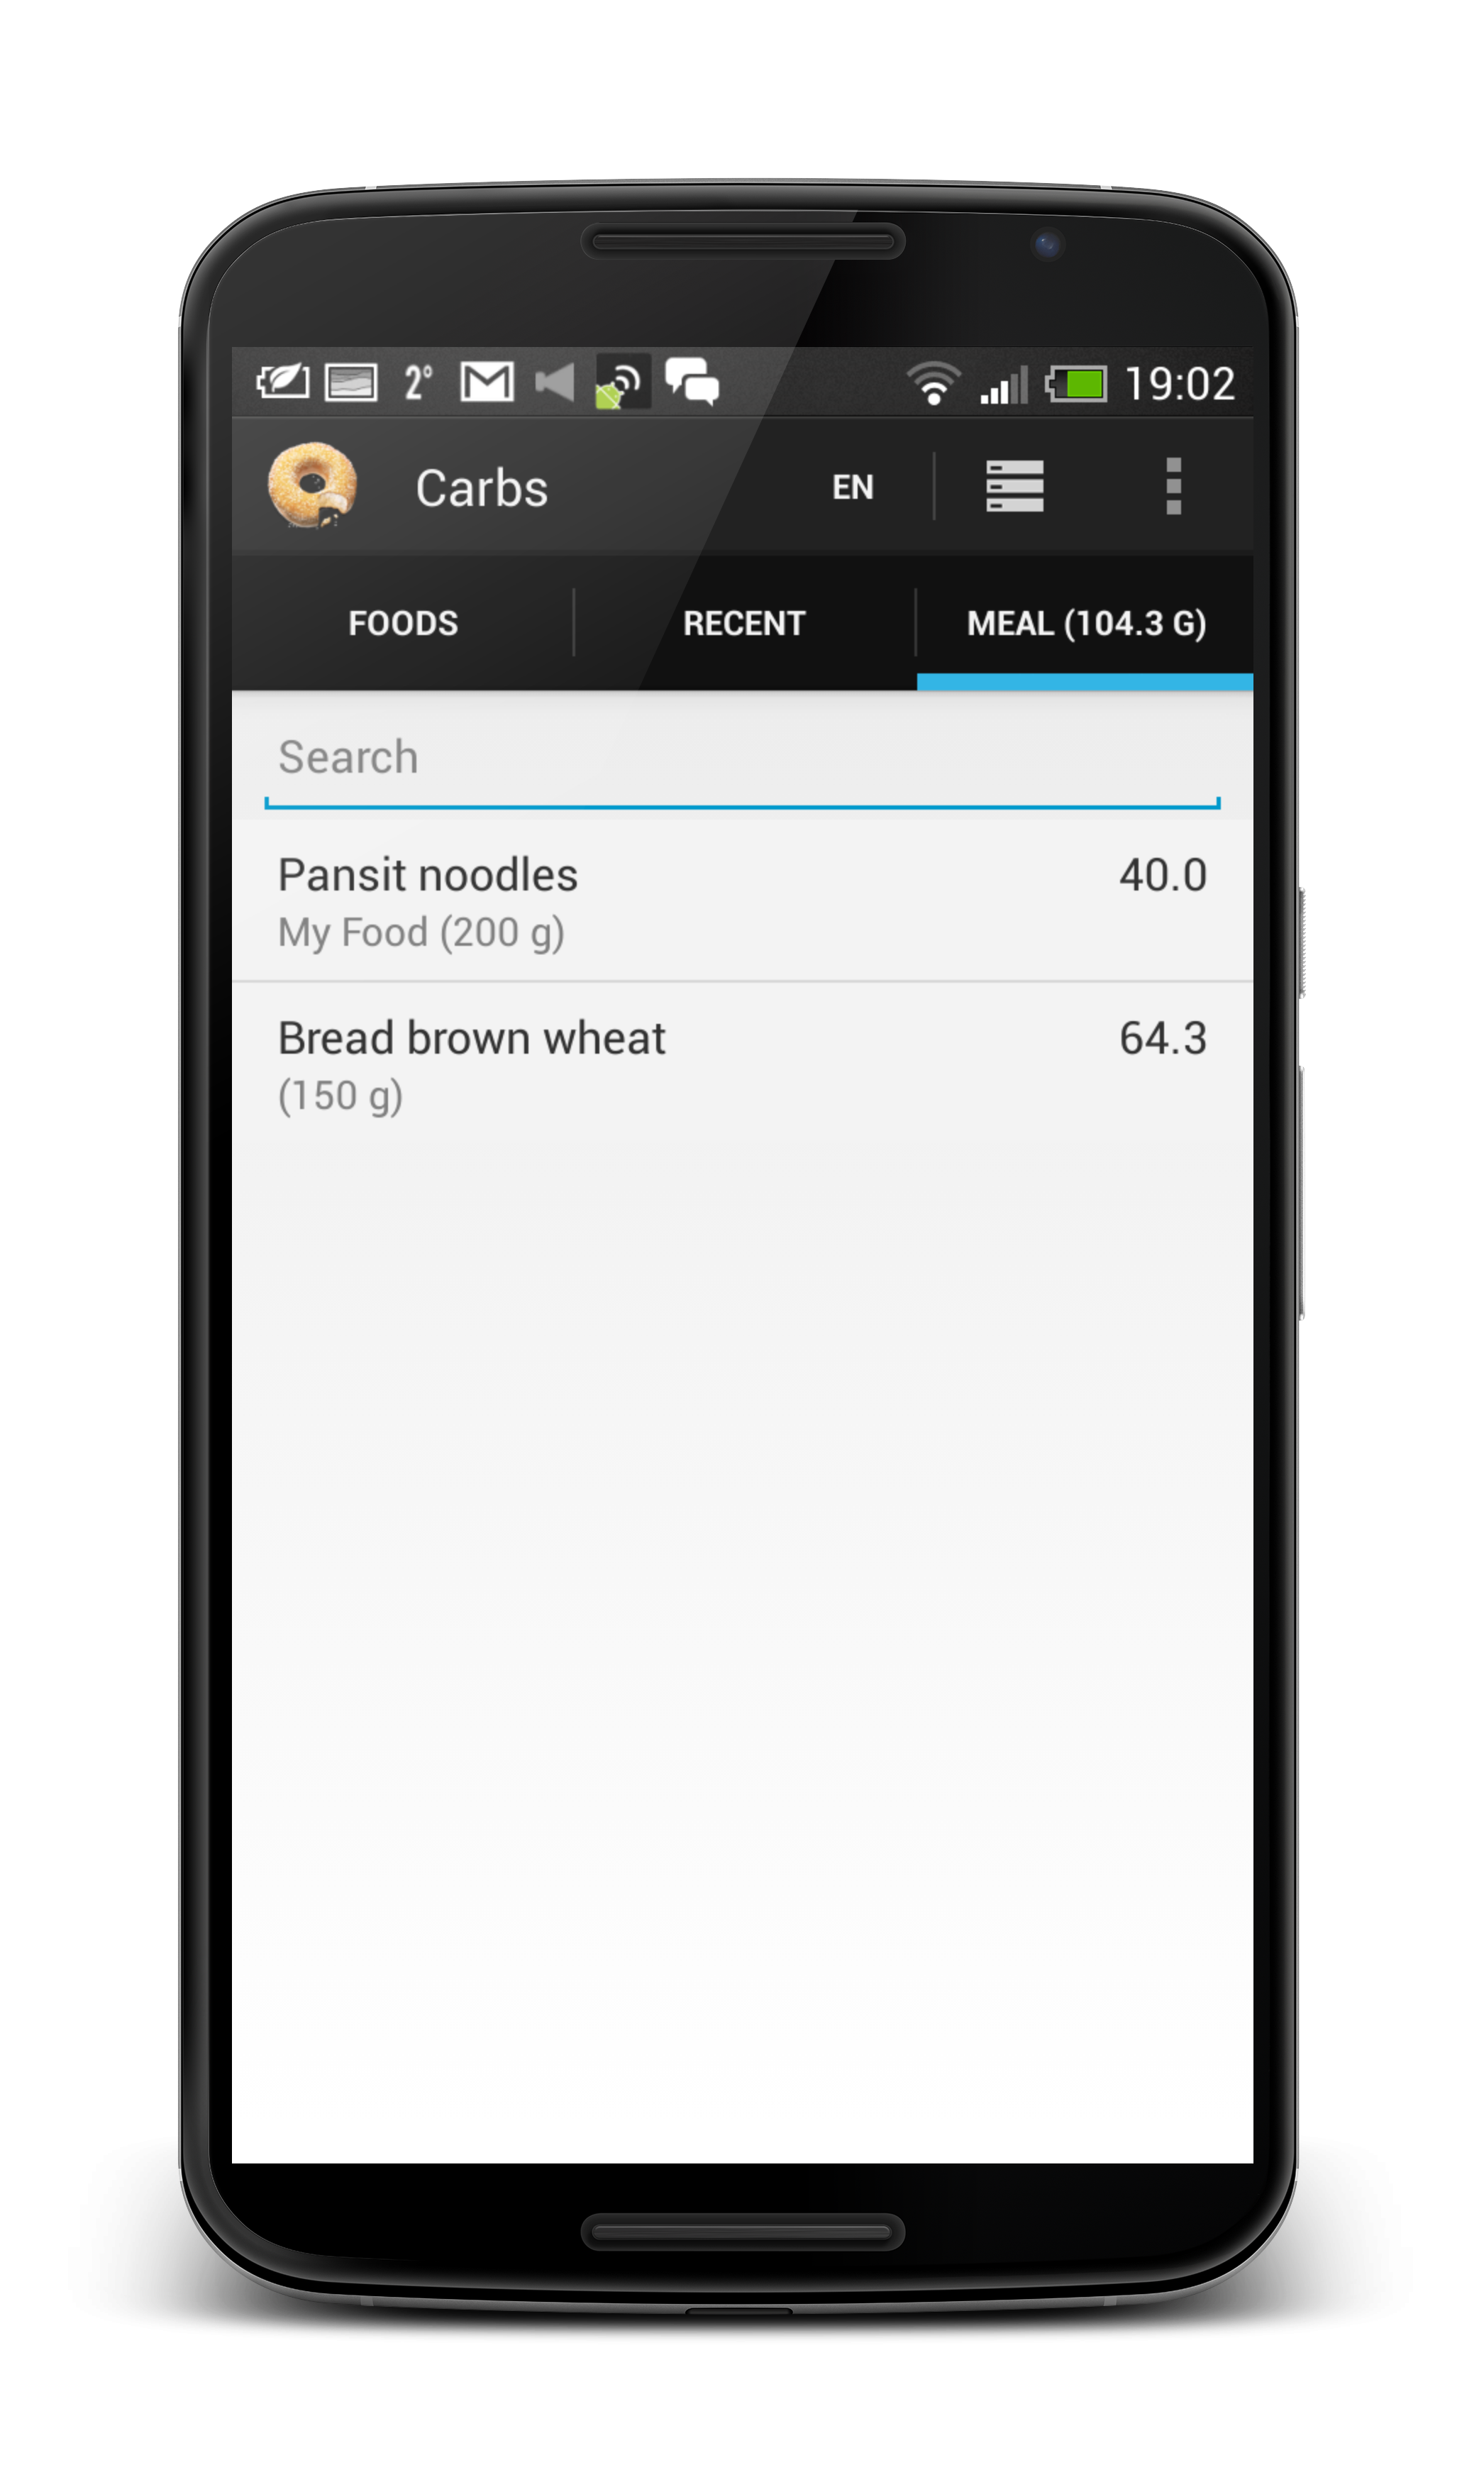 2° 19:02
Carbs EN
FOODS RECENT MEAL (104.3 G)
Search
Pansit noodles 40.0
My Food (200 g)
Bread brown wheat 64.3
(150 g)